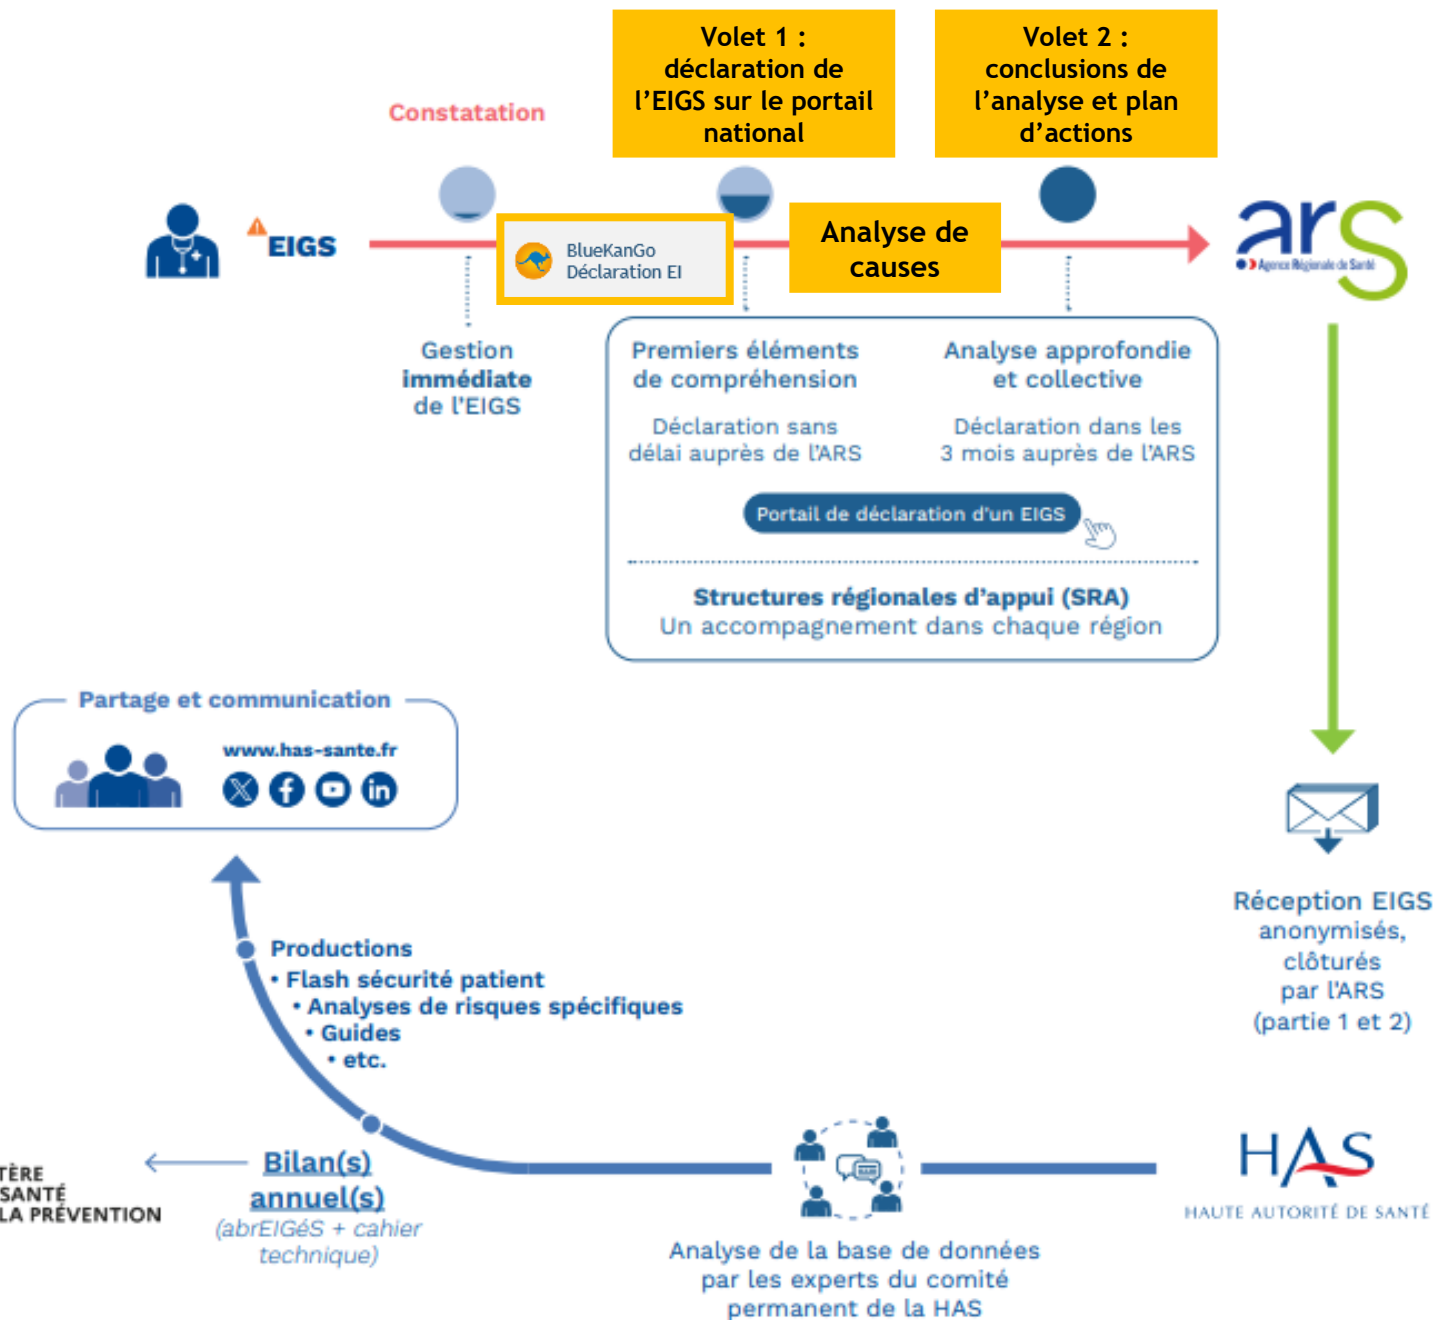 Volet 1 :
déclaration de
l’EIGS sur le portail
national
Volet 2 :
conclusions de
l’analyse et plan
d’actions
Constatation
EIGS
BlueKanGo
Déclaration EI
Analyse de
causes
ars
Agence Régionale de Santé
Gestion
immédiate
de l’EIGS
Premiers éléments
de compréhension
Déclaration sans
délai auprès de l’ARS
Analyse approfondie
et collective
Déclaration dans les
3 mois auprès de l’ARS
Portail de déclaration d’un EIGS
Structures régionales d’appui (SRA)
Un accompagnement dans chaque région
Partage et communication
www.has-sante.fr
Réception EIGS
anonymisés,
clôturés
par l’ARS
(partie 1 et 2)
Productions
• Flash sécurité patient
• Analyses de risques spécifiques
• Guides
• etc.
TÈRE
SANTÉ
LA PRÉVENTION
Bilan(s)
annuel(s)
(abrEIGéS + cahier
technique)
Analyse de la base de données
par les experts du comité
permanent de la HAS
HAS
HAUTE AUTORITÉ DE SANTÉ